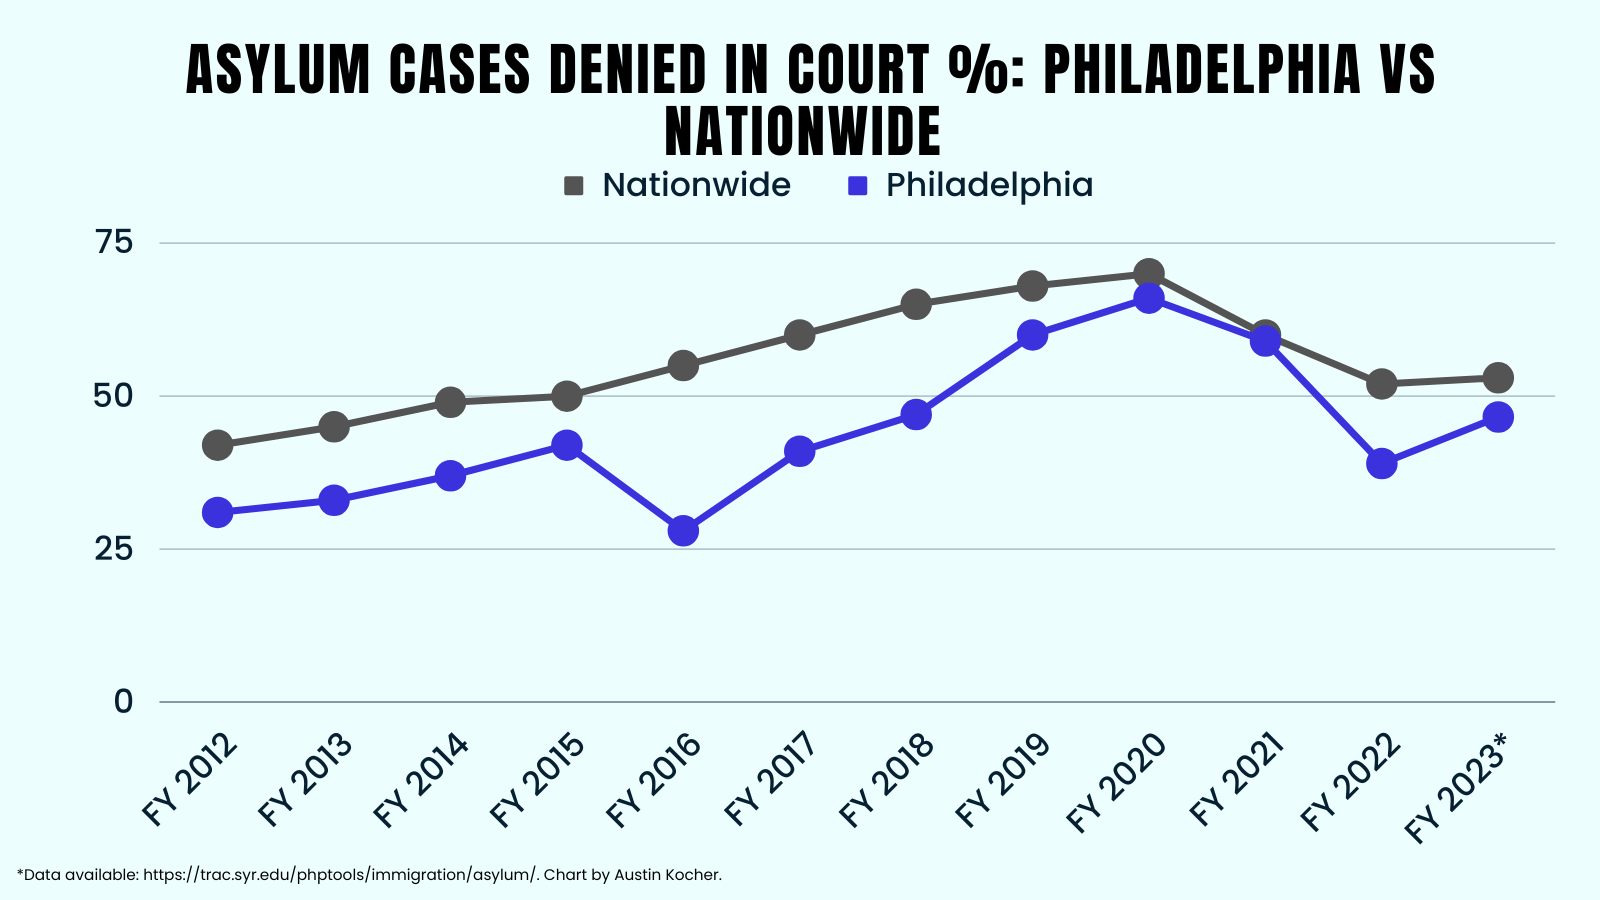 ASYLUM CASES DENIED IN COURT %: PHILADELPHIA VS
NATIONWIDE
Nationwide
Philadelphia
75
50
25
0
FY 2012
FY 2013
FY 2014
FY 2015
FY 2016
FY 2017
FY 2018
FY 2019
FY 2020
FY 2021
FY 2022
FY 2023*
*Data available: https://trac.syr.edu/phptools/immigration/asylum/. Chart by Austin Kocher.